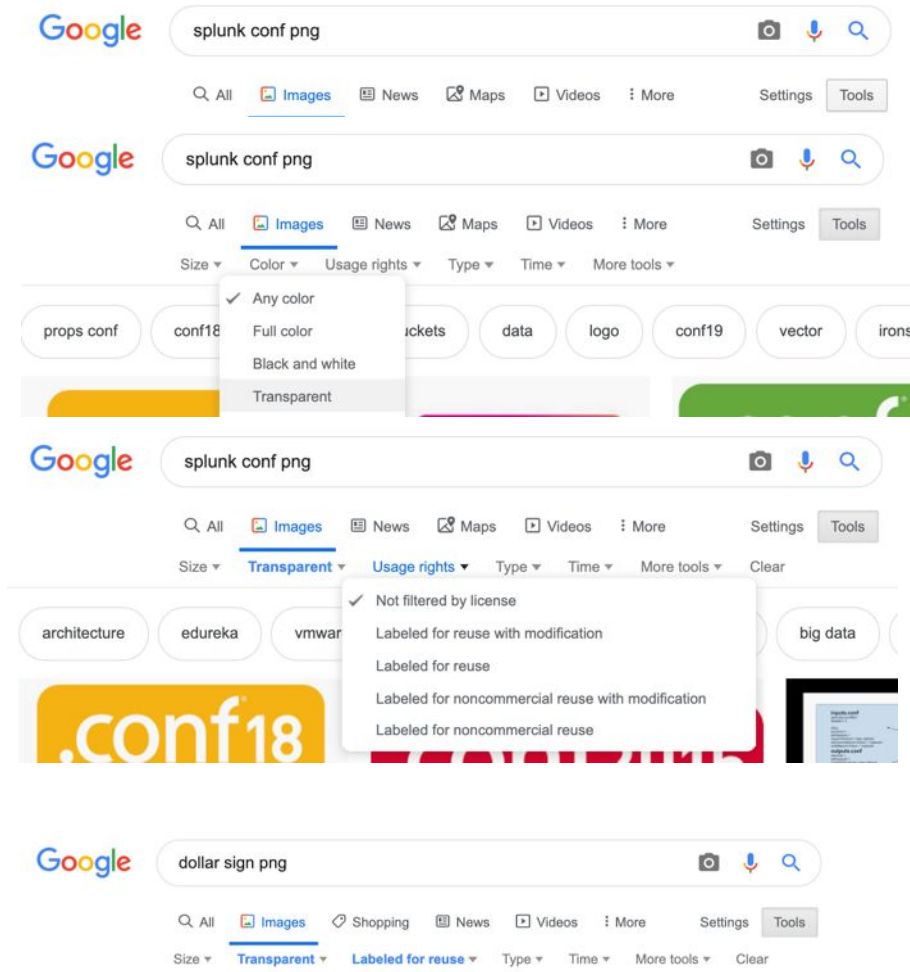 Google splunk conf png
All Images News Maps Videos More Settings Tools
Google splunk conf png
All Images News Maps Videos More Settings Tools
Size Color Usage rights Type Time More tools
Any color
props conf conf18 Full color uckets data logo conf19 vector irons
Black and white
Transparent
Google splunk conf png
All Images News Maps Videos More Settings Tools
Size Transparent Usage rights Type Time More tools Clear
Not filtered by license
architecture edureka vmwar Labeled for reuse with modification big data
Labeled for reuse
Labeled for noncommercial reuse with modification
.conf18 Labeled for noncommercial reuse
Google dollar sign png
All Images Shopping News Videos More Settings Tools
Size Transparent Labeled for reuse Type Time More tools Clear